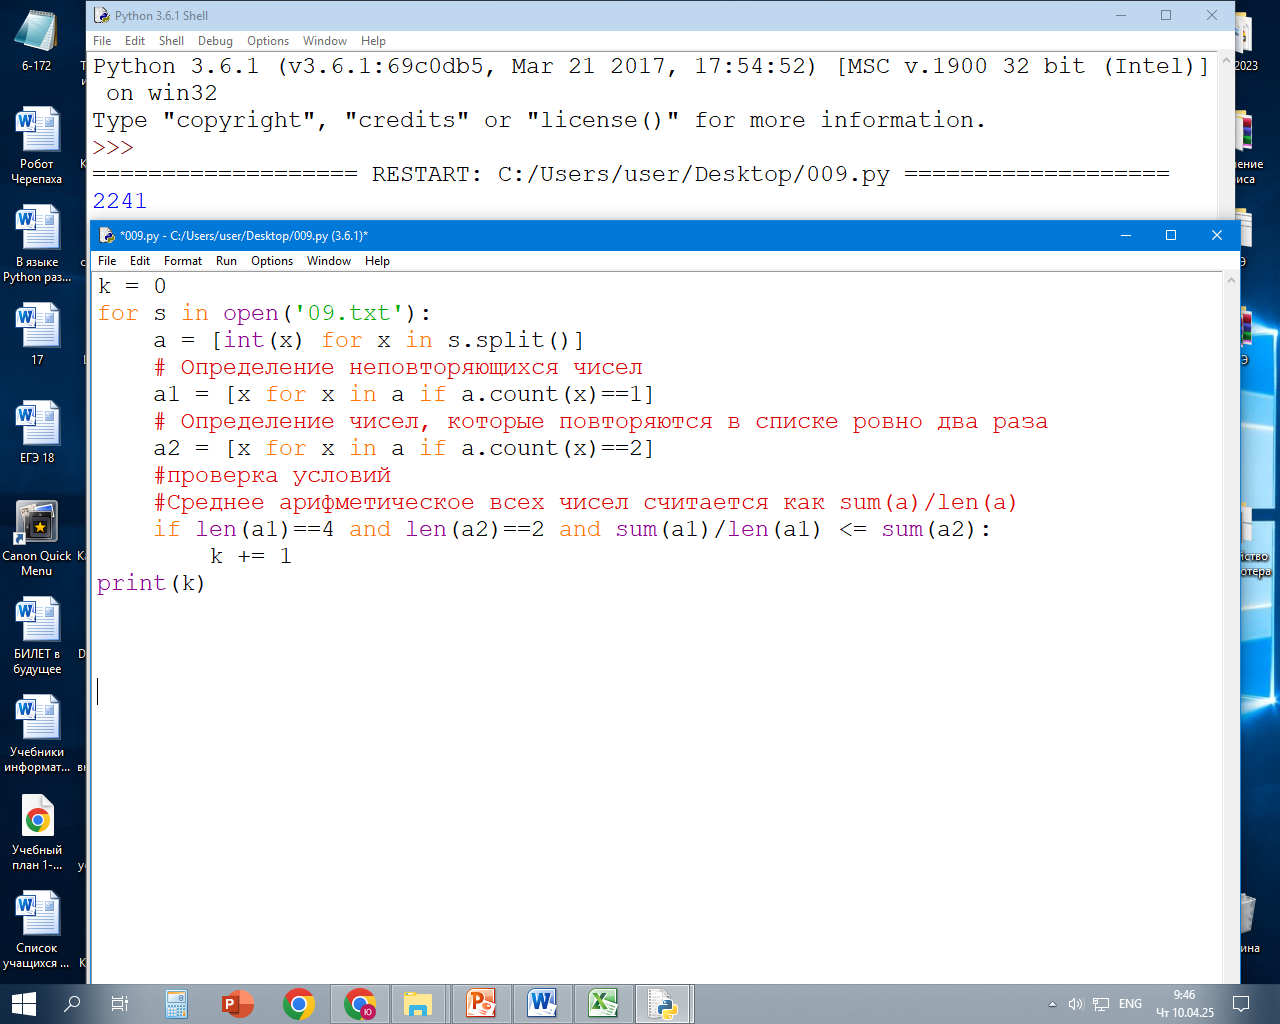 Python 3.6.1 Shell
File Edit Shell Debug Options Window Help
Python 3.6.1 (v3.6.1:69c0db5, Mar 21 2017, 17:54:52) [MSC v.1900 32 bit (Intel)]
on win32
Type "copyright", "credits" or "license()" for more information.
>>>
=================== RESTART: C:/Users/user/Desktop/009.py ===================
2241
*009.py - C:/Users/user/Desktop/009.py (3.6.1)*
File Edit Format Run Options Window Help
k = 0
for s in open('09.txt'):
    a = [int(x) for x in s.split()]
    # Определение неповторяющихся чисел
    a1 = [x for x in a if a.count(x)==1]
    # Определение чисел, которые повторяются в списке ровно два раза
    a2 = [x for x in a if a.count(x)==2]
    #проверка условий
    #Среднее арифметическое всех чисел считается как sum(a)/len(a)
    if len(a1)==4 and len(a2)==2 and sum(a1)/len(a1) <= sum(a2):
        k += 1
print(k)
6-172
Робот
Черепаха
В языке
Python раз...
17
ЕГЭ 18
Canon Quick
Menu
БИЛЕТ в
будущее
Учебники
информат...
Учебный
план 1-...
Список
учащихся ...
2023
ENG
9:46
Чт 10.04.25